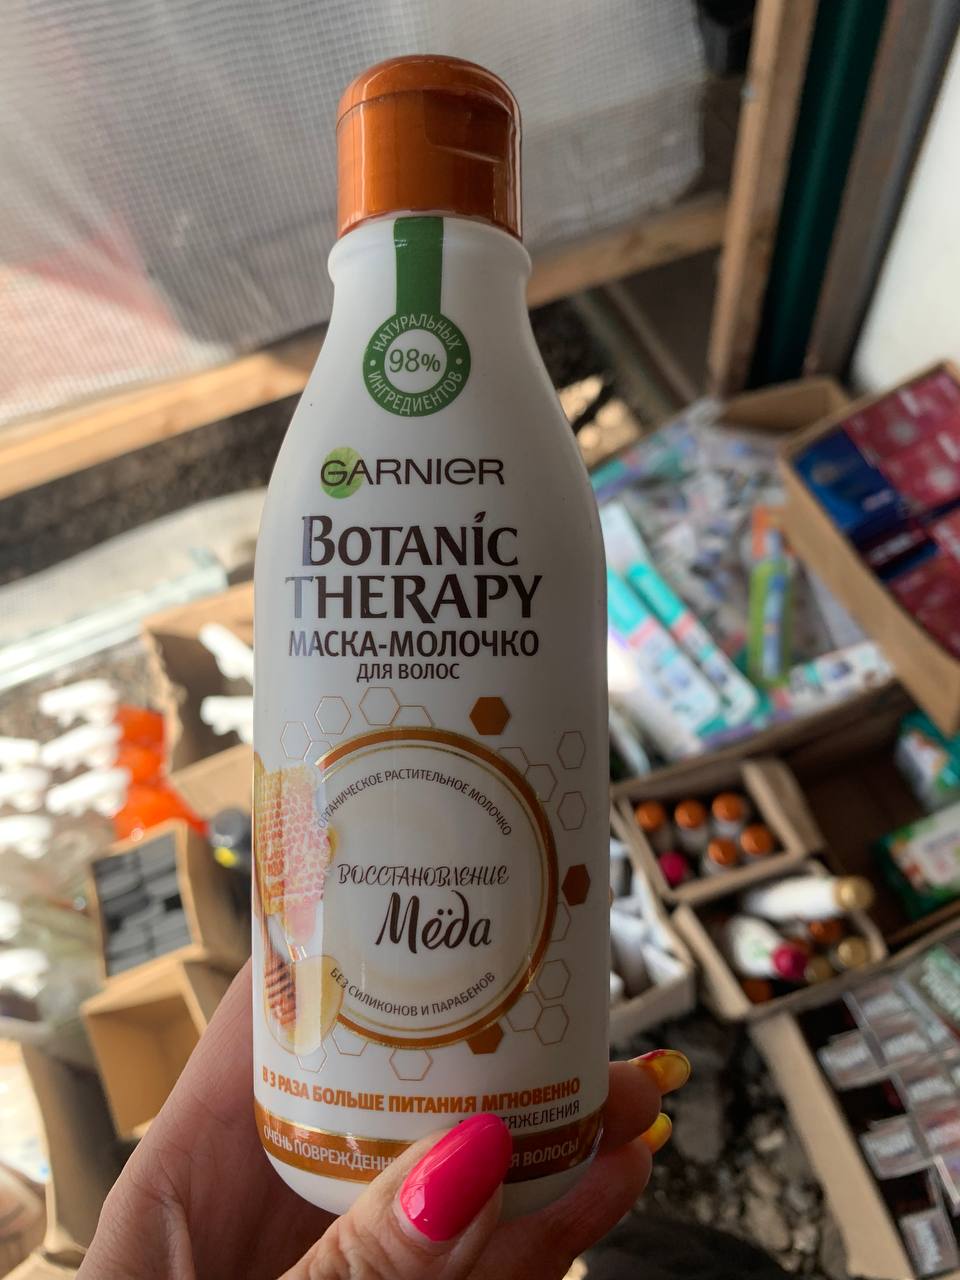 НАТУРАЛЬНЫХ
98%
ИНГРЕДИЕНТОВ
GARNIER
BOTANIC
THERAPY
МАСКА-МОЛОЧКО
ДЛЯ ВОЛОС
ОРГАНИЧЕСКОЕ РАСТИТЕЛЬНОЕ МОЛОЧКО
ВОССТАНОВЛЕНИЕ
Мёда
БЕЗ СИЛИКОНОВ И ПАРАБЕНОВ
В 3 РАЗА БОЛЬШЕ ПИТАНИЯ МГНОВЕННО
ОЧЕНЬ ВОЛОСЫ